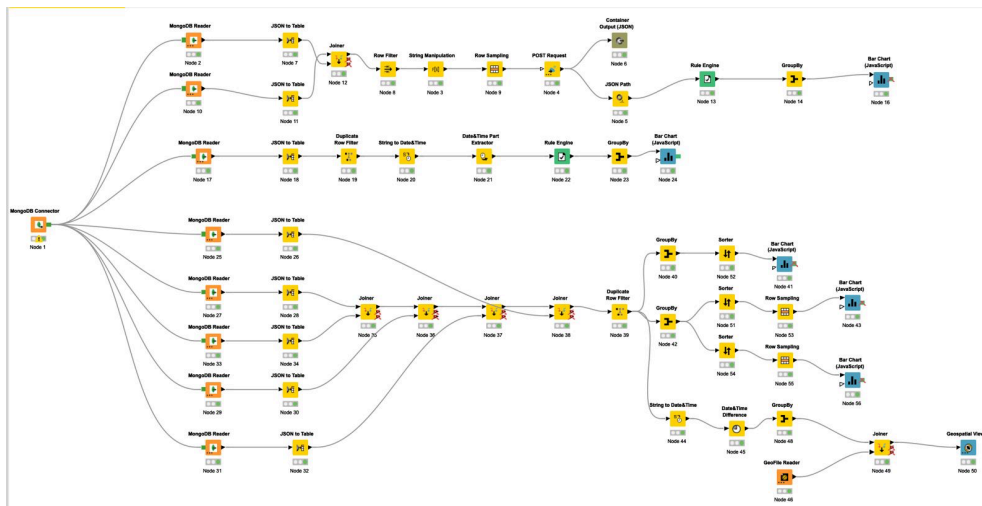 MongoDB Reader
Node 2
JSON to Table
Node 7
Joiner
Node 12
Row Filter
Node 8
String Manipulation
Node 3
Row Sampling
Node 9
POST Request
Node 4
Container
Output (JSON)
Node 6
MongoDB Reader
Node 10
JSON to Table
Node 11
JSON Path
Node 5
Rule Engine
Node 13
GroupBy
Node 14
Bar Chart
(JavaScript)
Node 16
MongoDB Reader
Node 17
JSON to Table
Node 18
Duplicate
Row Filter
Node 19
String to Date&Time
Node 20
Date&Time Part
Extractor
Node 21
Rule Engine
Node 22
GroupBy
Node 23
Bar Chart
(JavaScript)
Node 24
MongoDB Connector
Node 1
MongoDB Reader
Node 25
JSON to Table
Node 26
MongoDB Reader
Node 27
JSON to Table
Node 28
MongoDB Reader
Node 33
JSON to Table
Node 34
MongoDB Reader
Node 29
JSON to Table
Node 30
MongoDB Reader
Node 31
JSON to Table
Node 32
Joiner
Node 35
Joiner
Node 36
Joiner
Node 37
Joiner
Node 38
Duplicate
Row Filter
Node 39
GroupBy
Node 40
Sorter
Node 52
Bar Chart
(JavaScript)
Node 41
GroupBy
Node 42
Sorter
Node 51
Row Sampling
Node 53
Bar Chart
(JavaScript)
Node 43
Sorter
Node 54
Row Sampling
Node 55
Bar Chart
(JavaScript)
Node 56
String to Date&Time
Node 44
Date&Time
Difference
Node 45
GroupBy
Node 48
GeoFile Reader
Node 46
Joiner
Node 49
Geospatial View
Node 50